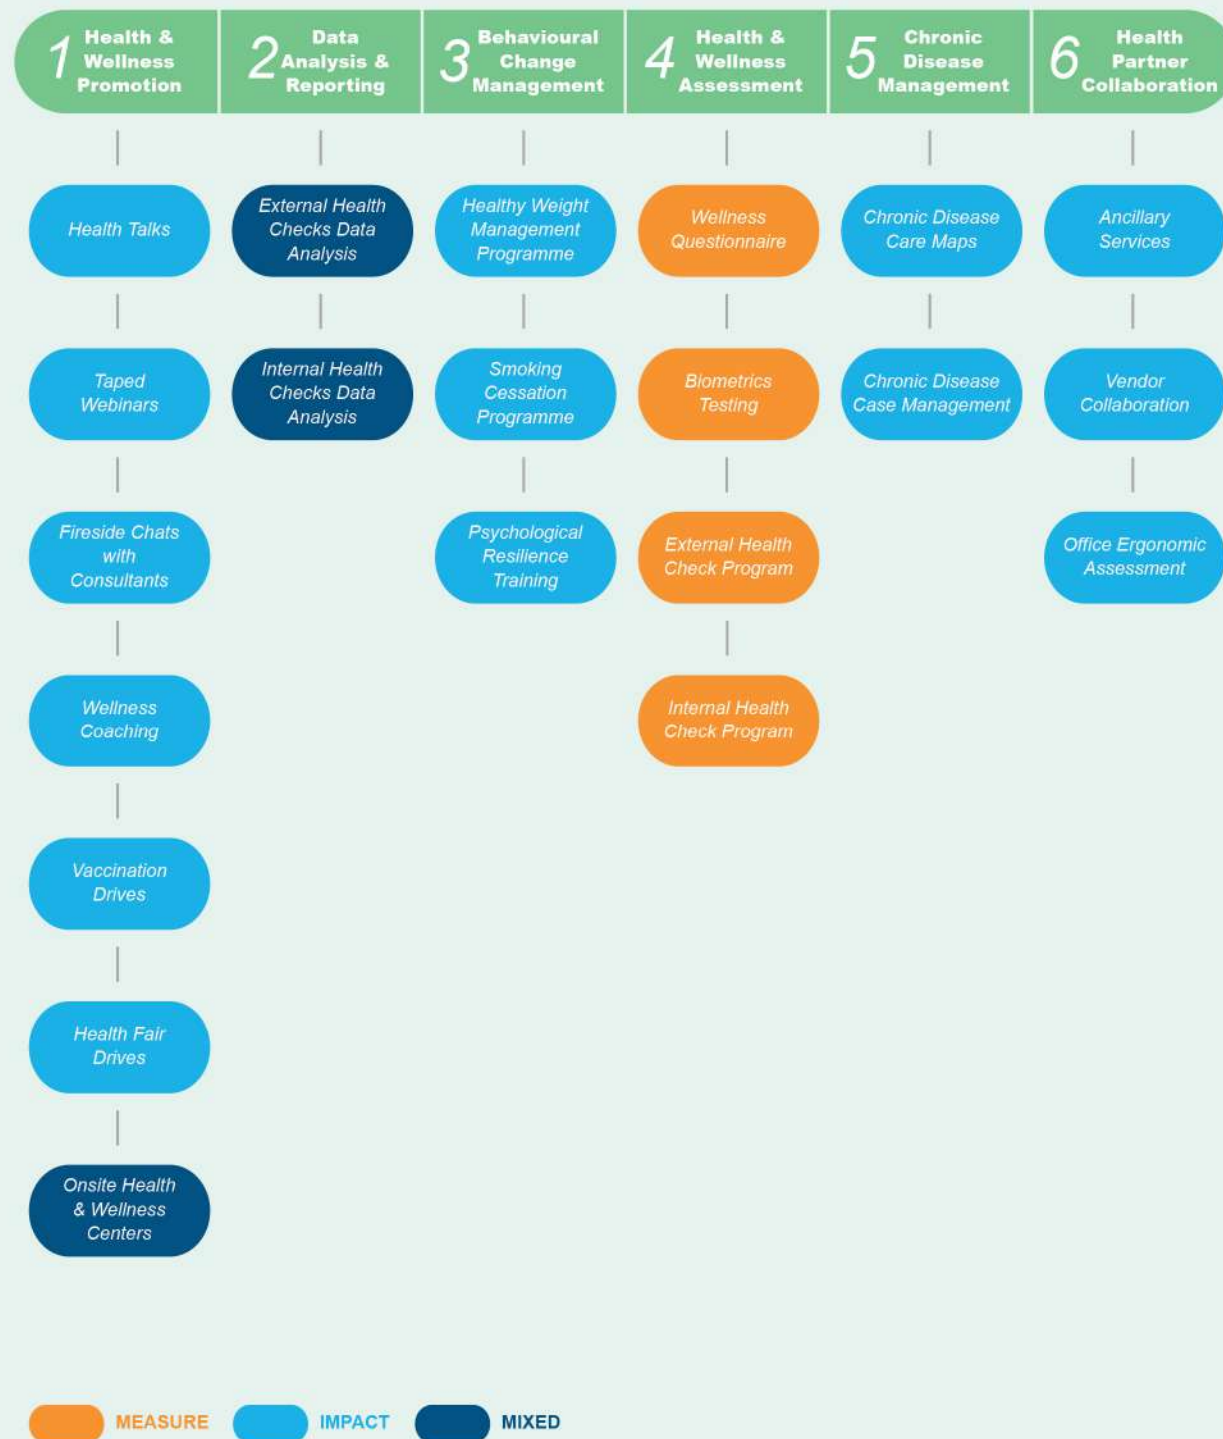 1 Health &
Wellness
Promotion
2 Data
Analysis &
Reporting
3 Behavioural
Change
Management
4 Health &
Wellness
Assessment
5 Chronic
Disease
Management
6 Health
Partner
Collaboration
Health Talks
Taped
Webinars
Fireside Chats
with
Consultants
Wellness
Coaching
Vaccination
Drives
Health Fair
Drives
Onsite Health
& Wellness
Centers
External Health
Checks Data
Analysis
Internal Health
Checks Data
Analysis
Healthy Weight
Management
Programme
Smoking
Cessation
Programme
Psychological
Resilience
Training
Wellness
Questionnaire
Biometrics
Testing
External Health
Check Program
Internal Health
Check Program
Chronic Disease
Care Maps
Chronic Disease
Case Management
Ancillary
Services
Vendor
Collaboration
Office Ergonomic
Assessment
MEASURE
IMPACT
MIXED